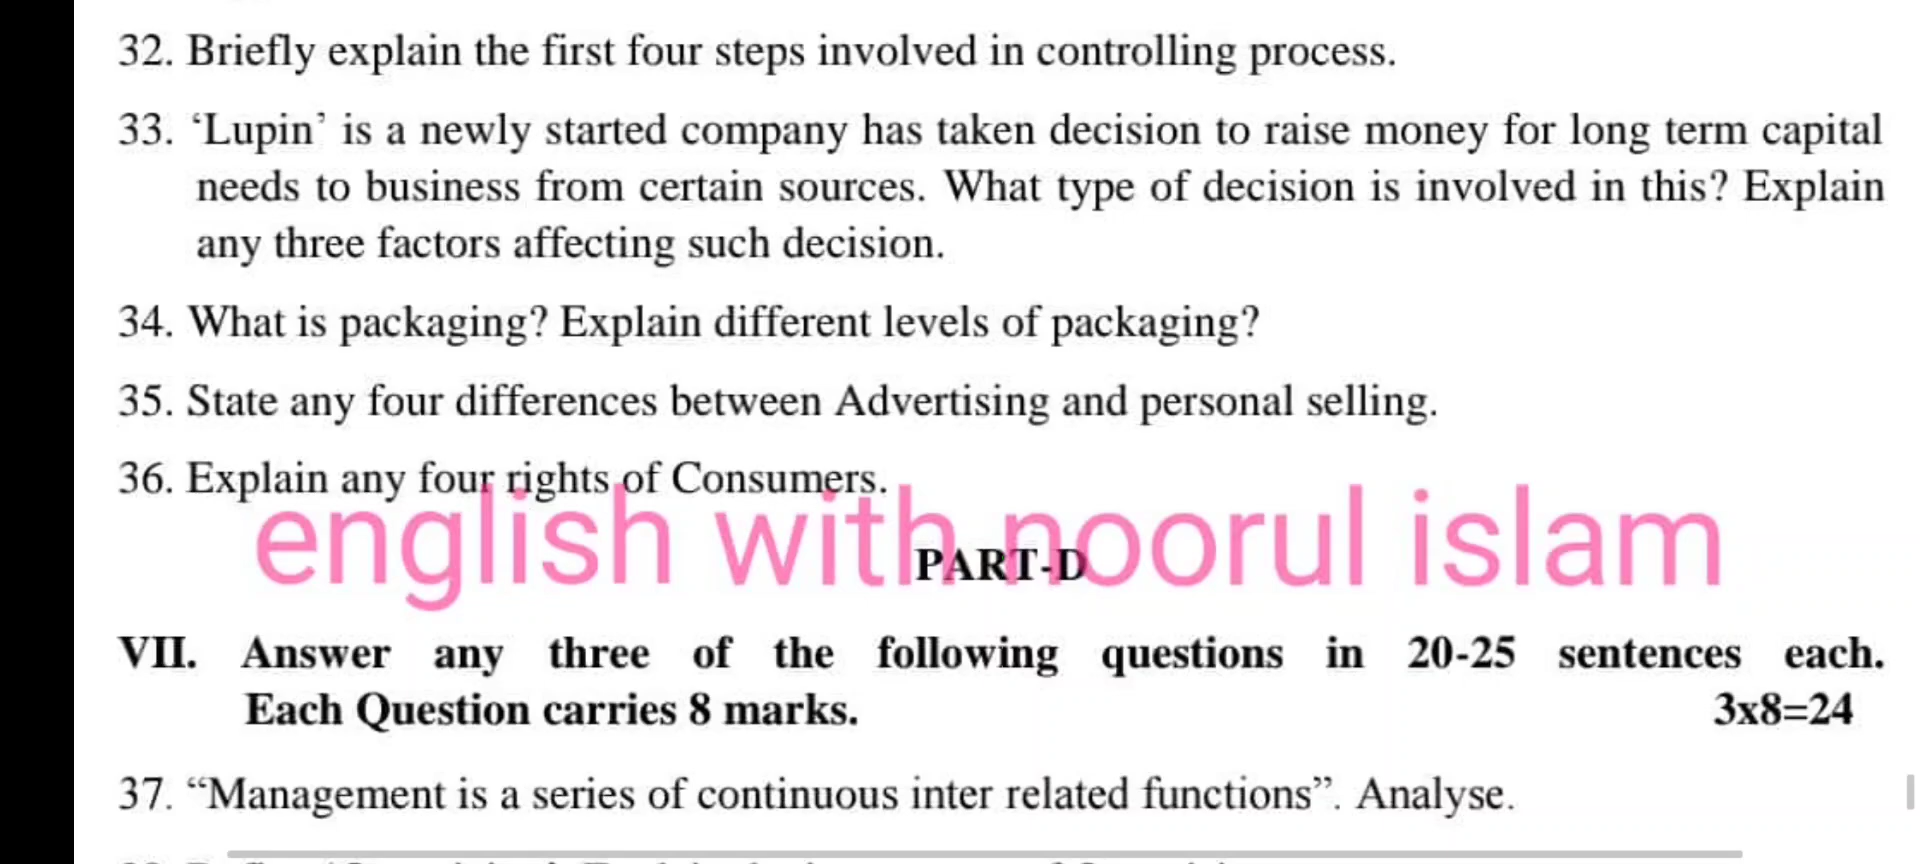 32. Briefly explain the first four steps involved in controlling process.
33. ‘Lupin’ is a newly started company has taken decision to raise money for long term capital
needs to business from certain sources. What type of decision is involved in this? Explain
any three factors affecting such decision.
34. What is packaging? Explain different levels of packaging?
35. State any four differences between Advertising and personal selling.
36. Explain any four rights of Consumers.
english with noorul islam
PART-D
VII. Answer any three of the following questions in 20-25 sentences each.
Each Question carries 8 marks. 3x8=24
37. “Management is a series of continuous inter related functions”. Analyse.